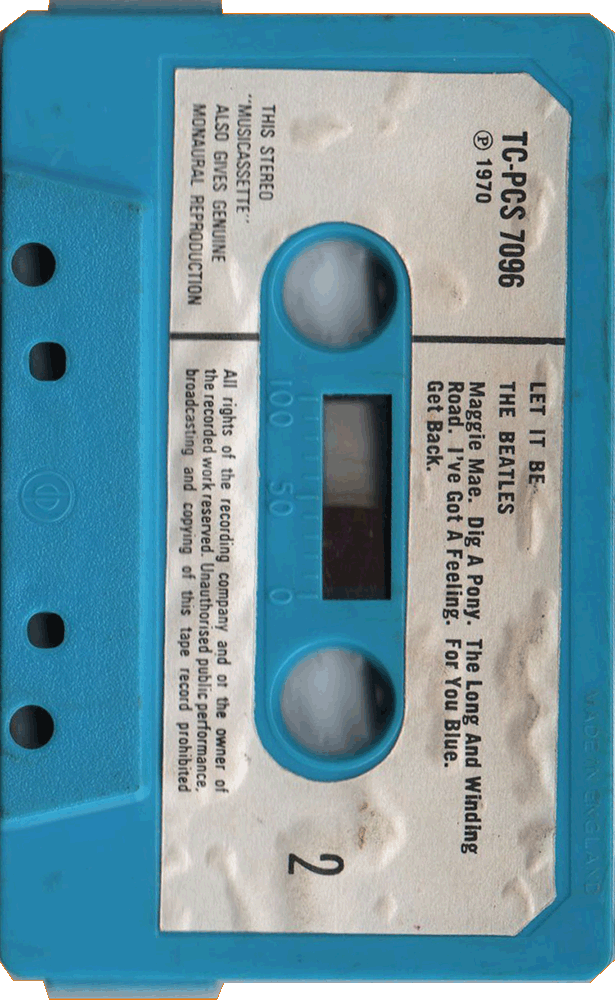 TC-PCS 7096
Ⓟ 1970
LET IT BE
THE BEATLES
Maggie Mae. Dig A Pony. The Long And Winding
Road. I've Got A Feeling. For You Blue.
Get Back.
100 50 0
THIS STEREO
"MUSICASSETTE"
ALSO GIVES GENUINE
MONAURAL REPRODUCTION
All rights of the recording company and of the owner of
the recorded work reserved. Unauthorised public performance,
broadcasting and copying of this tape record prohibited
2
MADE IN ENGLAND